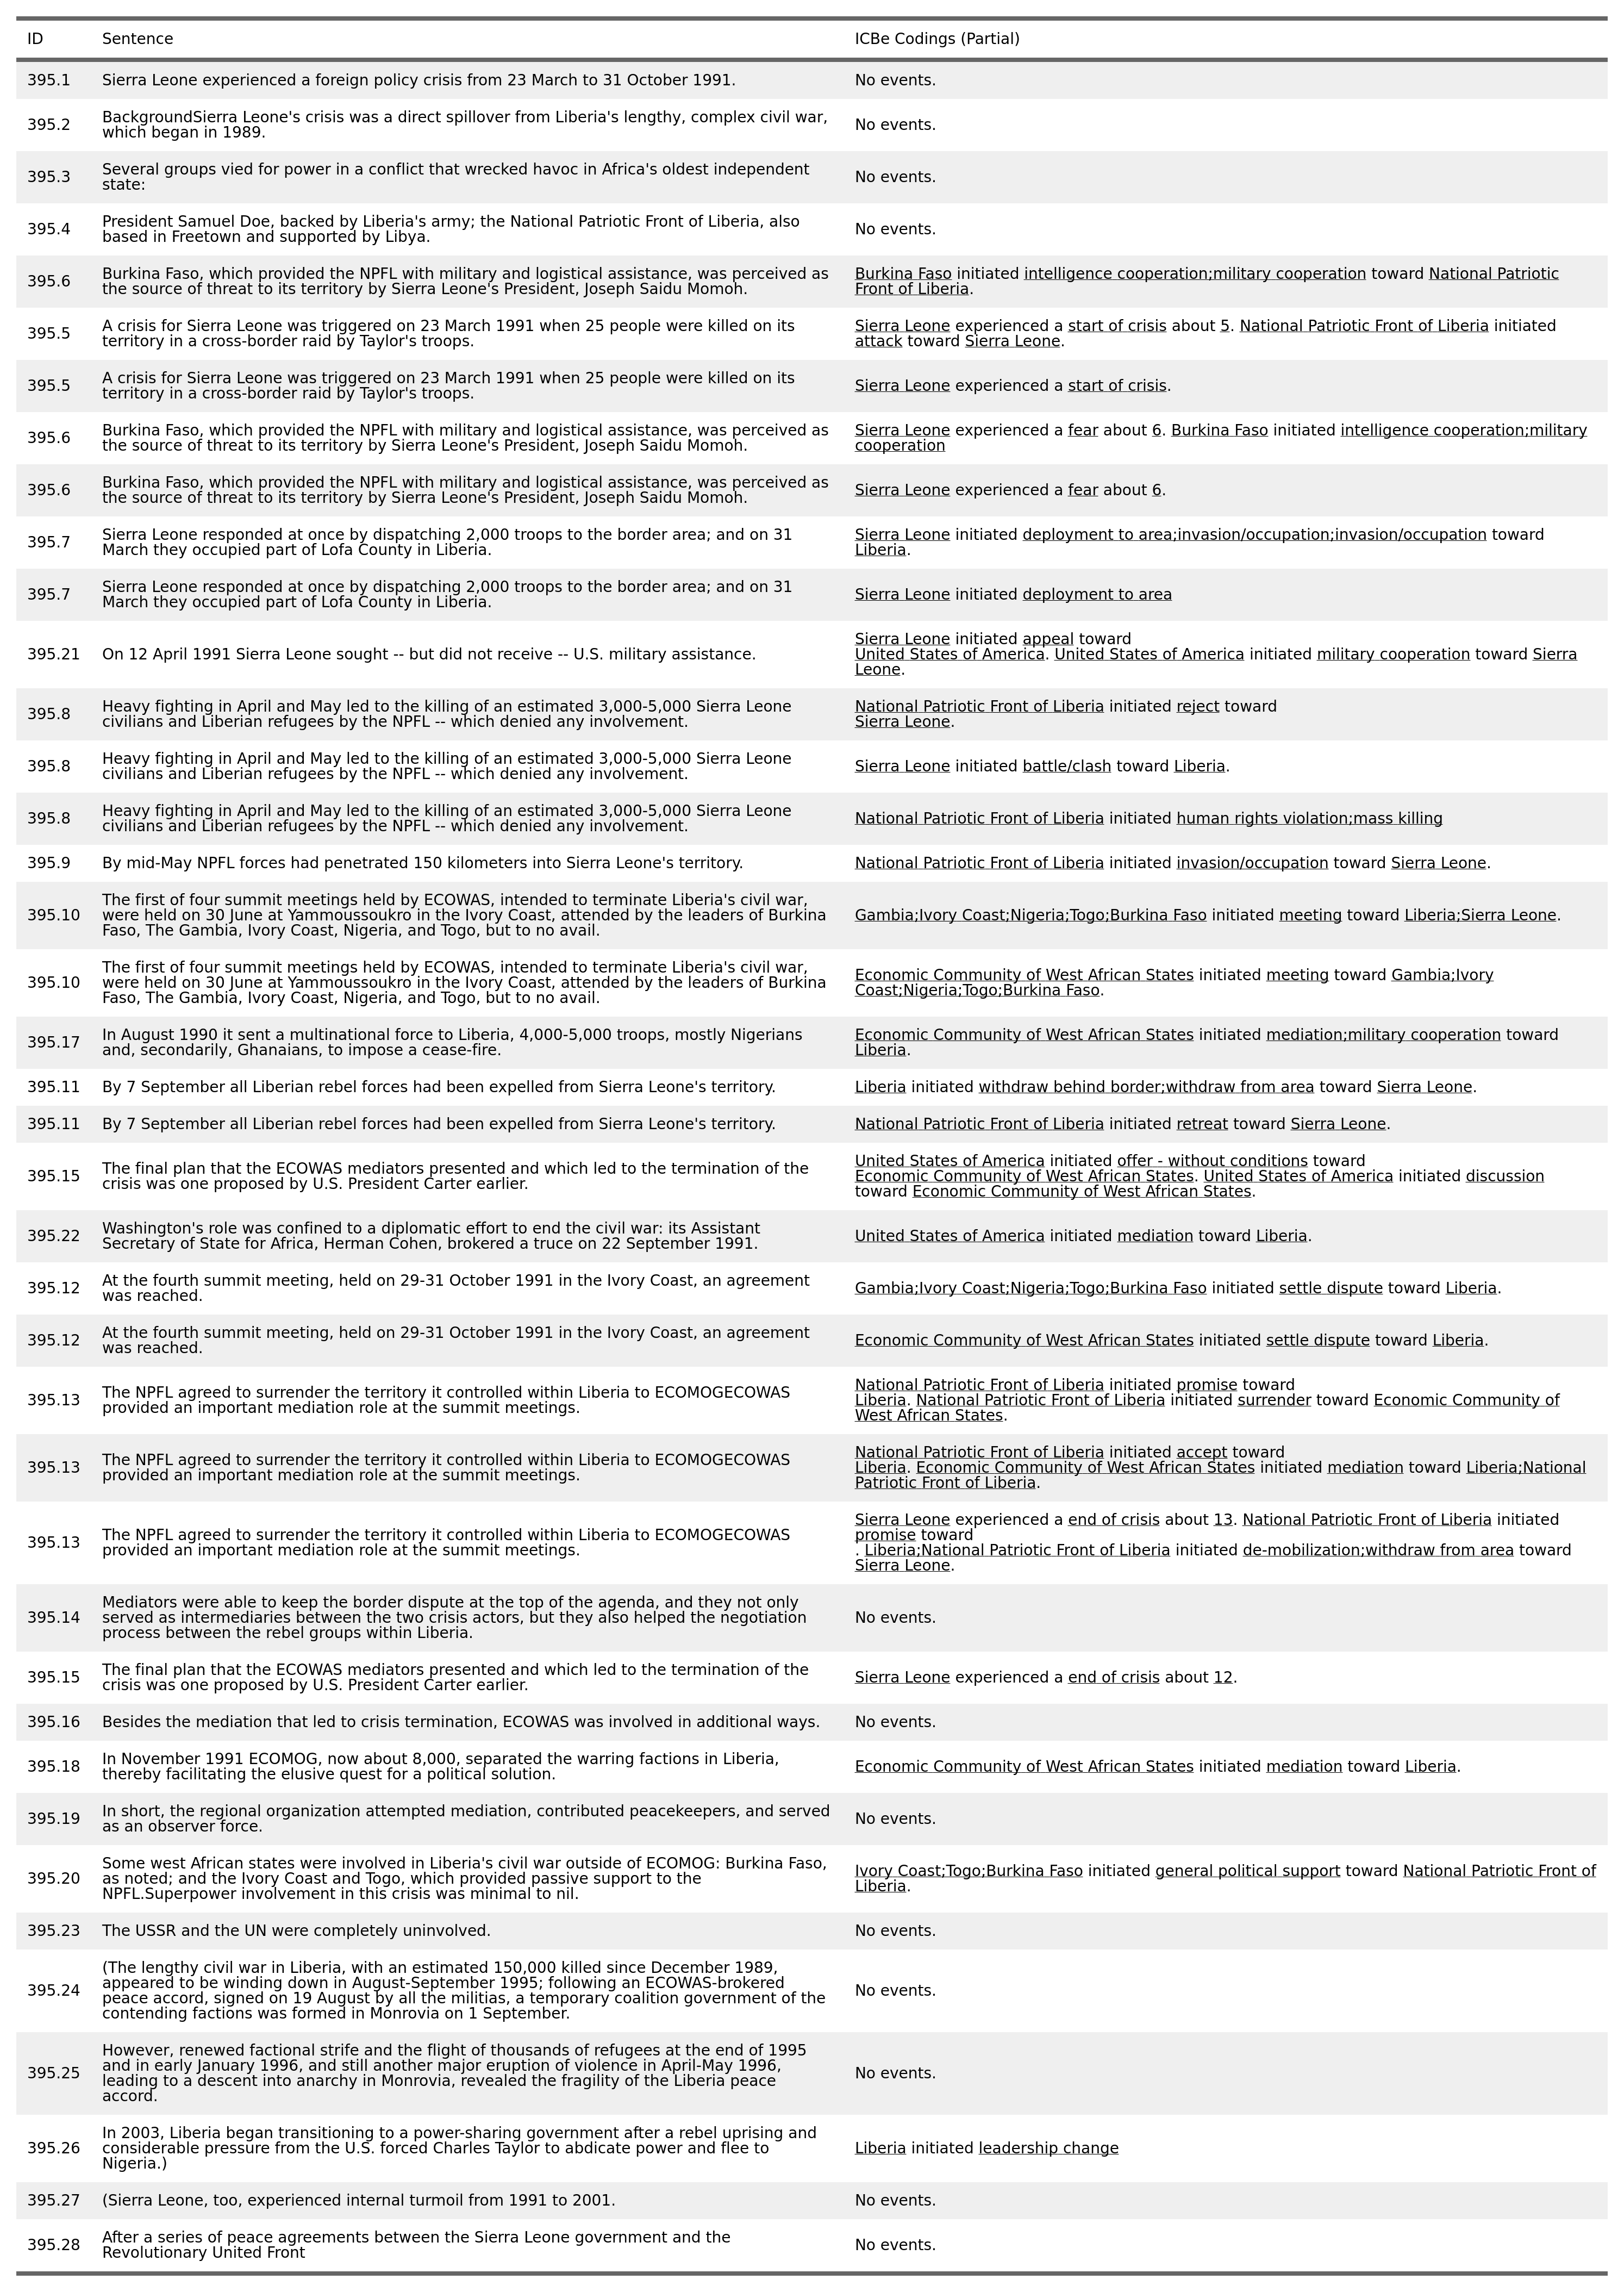 ID Sentence ICBe Codings (Partial)
395.1 Sierra Leone experienced a foreign policy crisis from 23 March to 31 October 1991. No events.
395.2 BackgroundSierra Leone's crisis was a direct spillover from Liberia's lengthy, complex civil war,
which began in 1989. No events.
395.3 Several groups vied for power in a conflict that wrecked havoc in Africa's oldest independent
state: No events.
395.4 President Samuel Doe, backed by Liberia's army; the National Patriotic Front of Liberia, also
based in Freetown and supported by Libya. No events.
395.6 Burkina Faso, which provided the NPFL with military and logistical assistance, was perceived as
the source of threat to its territory by Sierra Leone's President, Joseph Saidu Momoh.
Burkina Faso initiated intelligence cooperation;military cooperation toward National Patriotic
Front of Liberia.
395.5 A crisis for Sierra Leone was triggered on 23 March 1991 when 25 people were killed on its
territory in a cross-border raid by Taylor's troops.
Sierra Leone experienced a start of crisis about 5. National Patriotic Front of Liberia initiated
attack toward Sierra Leone.
395.5 A crisis for Sierra Leone was triggered on 23 March 1991 when 25 people were killed on its
territory in a cross-border raid by Taylor's troops.
Sierra Leone experienced a start of crisis.
395.6 Burkina Faso, which provided the NPFL with military and logistical assistance, was perceived as
the source of threat to its territory by Sierra Leone's President, Joseph Saidu Momoh.
Sierra Leone experienced a fear about 6. Burkina Faso initiated intelligence cooperation;military
cooperation
395.6 Burkina Faso, which provided the NPFL with military and logistical assistance, was perceived as
the source of threat to its territory by Sierra Leone's President, Joseph Saidu Momoh.
Sierra Leone experienced a fear about 6.
395.7 Sierra Leone responded at once by dispatching 2,000 troops to the border area; and on 31
March they occupied part of Lofa County in Liberia.
Sierra Leone initiated deployment to area;invasion/occupation;invasion/occupation toward
Liberia.
395.7 Sierra Leone responded at once by dispatching 2,000 troops to the border area; and on 31
March they occupied part of Lofa County in Liberia.
Sierra Leone initiated deployment to area
395.21 On 12 April 1991 Sierra Leone sought -- but did not receive -- U.S. military assistance.
Sierra Leone initiated appeal toward
United States of America. United States of America initiated military cooperation toward Sierra
Leone.
395.8 Heavy fighting in April and May led to the killing of an estimated 3,000-5,000 Sierra Leone
civilians and Liberian refugees by the NPFL -- which denied any involvement.
National Patriotic Front of Liberia initiated reject toward
Sierra Leone.
395.8 Heavy fighting in April and May led to the killing of an estimated 3,000-5,000 Sierra Leone
civilians and Liberian refugees by the NPFL -- which denied any involvement.
Sierra Leone initiated battle/clash toward Liberia.
395.8 Heavy fighting in April and May led to the killing of an estimated 3,000-5,000 Sierra Leone
civilians and Liberian refugees by the NPFL -- which denied any involvement.
National Patriotic Front of Liberia initiated human rights violation;mass killing
395.9 By mid-May NPFL forces had penetrated 150 kilometers into Sierra Leone's territory. National Patriotic Front of Liberia initiated invasion/occupation toward Sierra Leone.
395.10 The first of four summit meetings held by ECOWAS, intended to terminate Liberia's civil war,
were held on 30 June at Yammoussoukro in the Ivory Coast, attended by the leaders of Burkina
Faso, The Gambia, Ivory Coast, Nigeria, and Togo, but to no avail.
Gambia;Ivory Coast;Nigeria;Togo;Burkina Faso initiated meeting toward Liberia;Sierra Leone.
395.10 The first of four summit meetings held by ECOWAS, intended to terminate Liberia's civil war,
were held on 30 June at Yammoussoukro in the Ivory Coast, attended by the leaders of Burkina
Faso, The Gambia, Ivory Coast, Nigeria, and Togo, but to no avail.
Economic Community of West African States initiated meeting toward Gambia;Ivory
Coast;Nigeria;Togo;Burkina Faso.
395.17 In August 1990 it sent a multinational force to Liberia, 4,000-5,000 troops, mostly Nigerians
and, secondarily, Ghanaians, to impose a cease-fire.
Economic Community of West African States initiated mediation;military cooperation toward
Liberia.
395.11 By 7 September all Liberian rebel forces had been expelled from Sierra Leone's territory. Liberia initiated withdraw behind border;withdraw from area toward Sierra Leone.
395.11 By 7 September all Liberian rebel forces had been expelled from Sierra Leone's territory. National Patriotic Front of Liberia initiated retreat toward Sierra Leone.
395.15 The final plan that the ECOWAS mediators presented and which led to the termination of the
crisis was one proposed by U.S. President Carter earlier.
United States of America initiated offer - without conditions toward
Economic Community of West African States. United States of America initiated discussion
toward Economic Community of West African States.
395.22 Washington's role was confined to a diplomatic effort to end the civil war: its Assistant
Secretary of State for Africa, Herman Cohen, brokered a truce on 22 September 1991.
United States of America initiated mediation toward Liberia.
395.12 At the fourth summit meeting, held on 29-31 October 1991 in the Ivory Coast, an agreement
was reached.
Gambia;Ivory Coast;Nigeria;Togo;Burkina Faso initiated settle dispute toward Liberia.
395.12 At the fourth summit meeting, held on 29-31 October 1991 in the Ivory Coast, an agreement
was reached.
Economic Community of West African States initiated settle dispute toward Liberia.
395.13 The NPFL agreed to surrender the territory it controlled within Liberia to ECOMOGECOWAS
provided an important mediation role at the summit meetings.
National Patriotic Front of Liberia initiated promise toward
Liberia. National Patriotic Front of Liberia initiated surrender toward Economic Community of
West African States.
395.13 The NPFL agreed to surrender the territory it controlled within Liberia to ECOMOGECOWAS
provided an important mediation role at the summit meetings.
National Patriotic Front of Liberia initiated accept toward
Liberia. Economic Community of West African States initiated mediation toward Liberia;National
Patriotic Front of Liberia.
395.13 The NPFL agreed to surrender the territory it controlled within Liberia to ECOMOGECOWAS
provided an important mediation role at the summit meetings.
Sierra Leone experienced a end of crisis about 13. National Patriotic Front of Liberia initiated
promise toward
. Liberia;National Patriotic Front of Liberia initiated de-mobilization;withdraw from area toward
Sierra Leone.
395.14 Mediators were able to keep the border dispute at the top of the agenda, and they not only
served as intermediaries between the two crisis actors, but they also helped the negotiation
process between the rebel groups within Liberia.
No events.
395.15 The final plan that the ECOWAS mediators presented and which led to the termination of the
crisis was one proposed by U.S. President Carter earlier.
Sierra Leone experienced a end of crisis about 12.
395.16 Besides the mediation that led to crisis termination, ECOWAS was involved in additional ways. No events.
395.18 In November 1991 ECOMOG, now about 8,000, separated the warring factions in Liberia,
thereby facilitating the elusive quest for a political solution.
Economic Community of West African States initiated mediation toward Liberia.
395.19 In short, the regional organization attempted mediation, contributed peacekeepers, and served
as an observer force.
No events.
395.20 Some west African states were involved in Liberia's civil war outside of ECOMOG: Burkina Faso,
as noted; and the Ivory Coast and Togo, which provided passive support to the
NPFL.Superpower involvement in this crisis was minimal to nil.
Ivory Coast;Togo;Burkina Faso initiated general political support toward National Patriotic Front of
Liberia.
395.23 The USSR and the UN were completely uninvolved. No events.
395.24 (The lengthy civil war in Liberia, with an estimated 150,000 killed since December 1989,
appeared to be winding down in August-September 1995; following an ECOWAS-brokered
peace accord, signed on 19 August by all the militias, a temporary coalition government of the
contending factions was formed in Monrovia on 1 September.
No events.
395.25 However, renewed factional strife and the flight of thousands of refugees at the end of 1995
and in early January 1996, and still another major eruption of violence in April-May 1996,
leading to a descent into anarchy in Monrovia, revealed the fragility of the Liberia peace
accord.
No events.
395.26 In 2003, Liberia began transitioning to a power-sharing government after a rebel uprising and
considerable pressure from the U.S. forced Charles Taylor to abdicate power and flee to
Nigeria.)
Liberia initiated leadership change
395.27 (Sierra Leone, too, experienced internal turmoil from 1991 to 2001. No events.
395.28 After a series of peace agreements between the Sierra Leone government and the
Revolutionary United Front
No events.